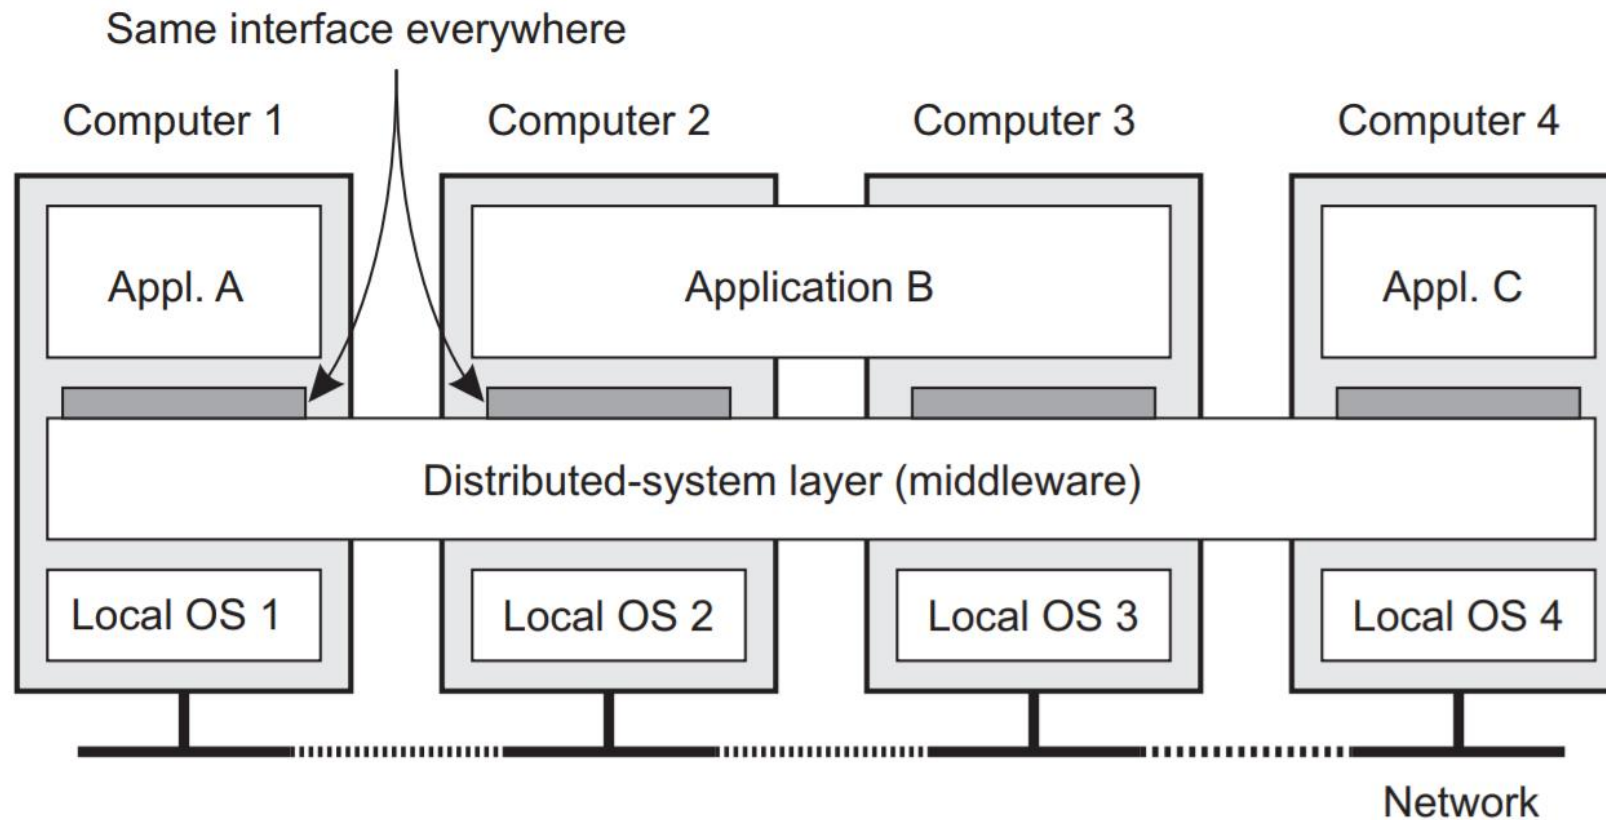 Same interface everywhere
Computer 1
Computer 2
Computer 3
Computer 4
Appl. A
Application B
Appl. C
Distributed-system layer (middleware)
Local OS 1
Local OS 2
Local OS 3
Local OS 4
Network